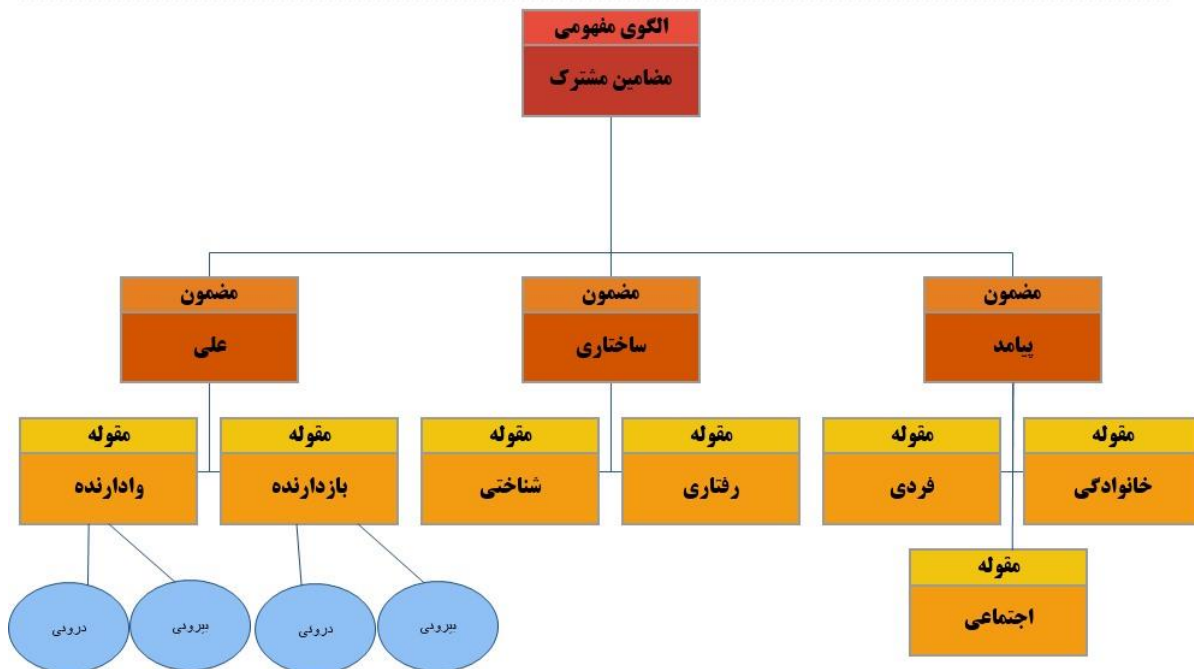 الگوی مفهومی
مضامین مشترک
مضمون
پیامد
مضمون
ساختاری
مضمون
علی
مقوله
خانوادگی
مقوله
فردی
مقوله
رفتاری
مقوله
شناختی
مقوله
بازدارنده
مقوله
وادارنده
مقوله
اجتماعی
بیرونی
درونی
بیرونی
درونی